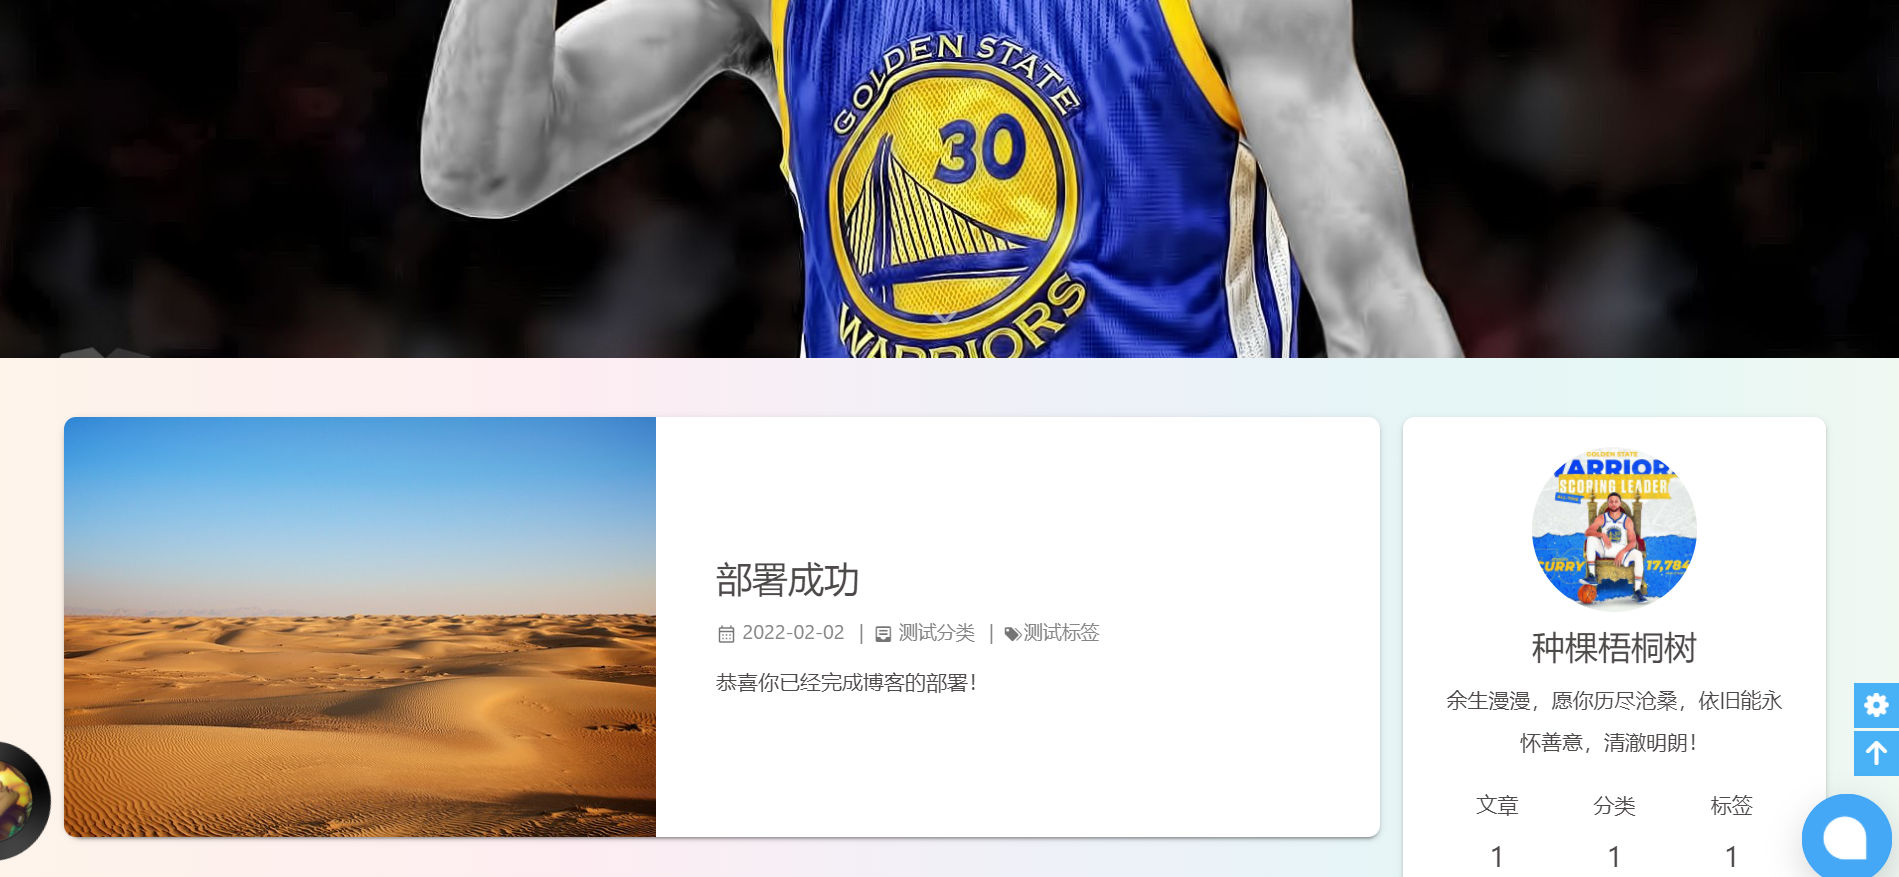 GOLDEN STATE
30
WARRIORS
部署成功
2022-02-02 | 测试分类 | 测试标签
恭喜你已经完成博客的部署！
GOLDEN STATE
WARRIOR
SCORING LEADER
CURRY 17,784
种棵梧桐树
余生漫漫，愿你历尽沧桑，依旧能永
怀善意，清澈明朗！
文章 分类 标签
1 1 1